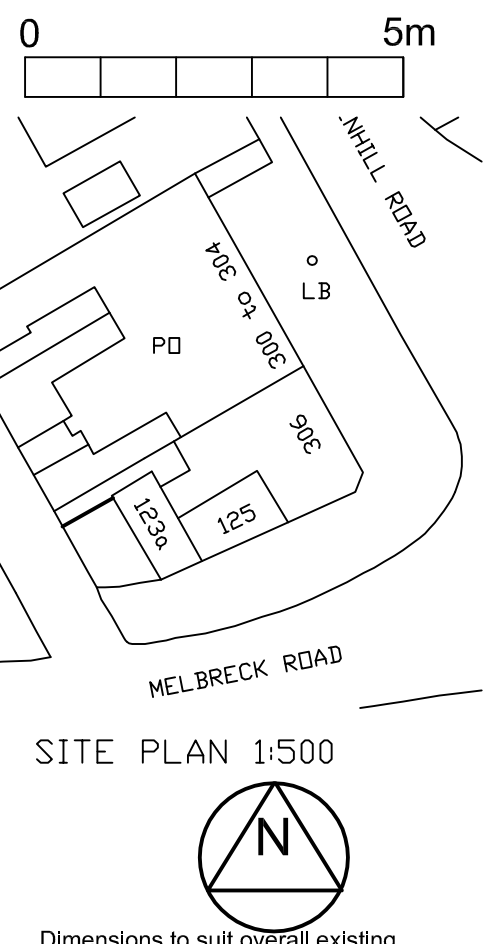 0 5m
NHILL ROAD
300 to 304
LB
PO
306
123a
125
MELBRECK ROAD
SITE PLAN 1:500
N
Dimensions to suit overall existing